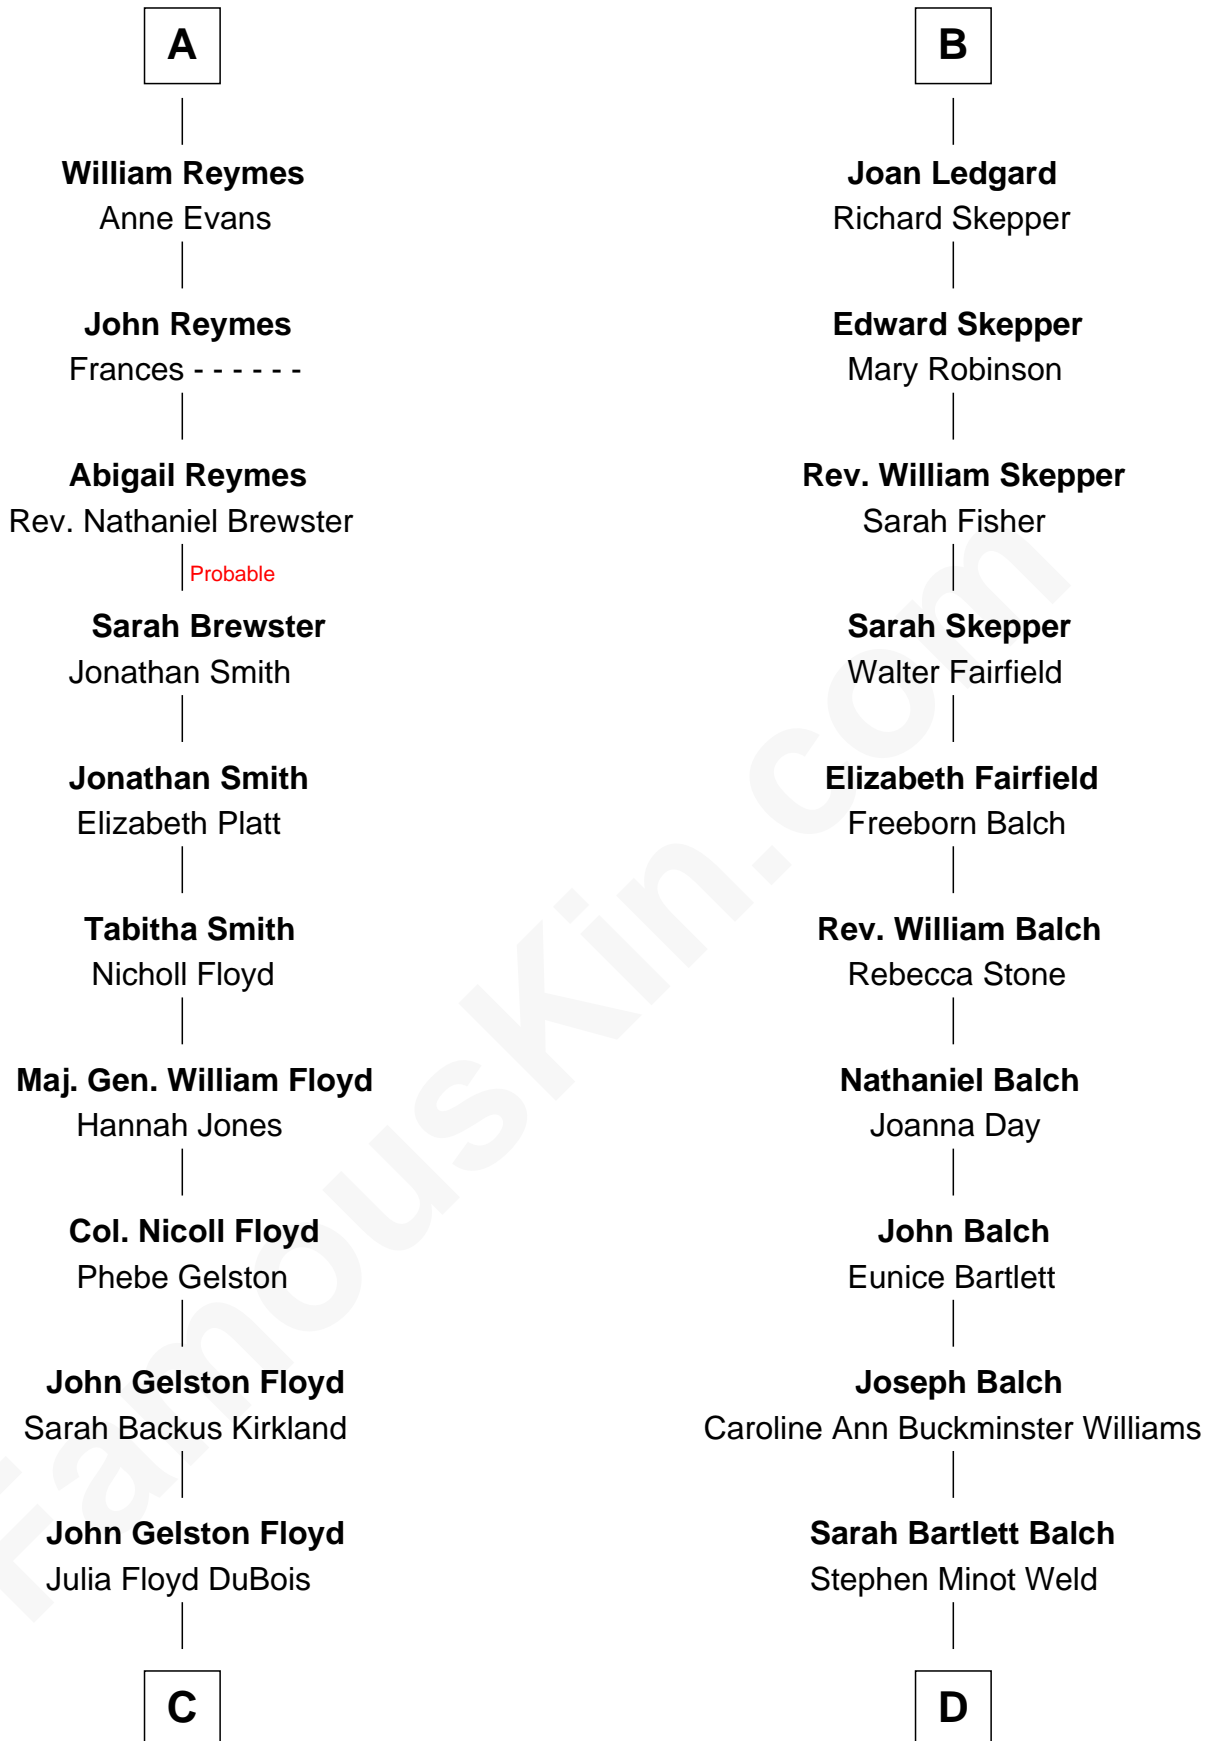 A
William Reymes
Anne Evans
John Reymes
Frances - - - - - -
Abigail Reymes
Rev. Nathaniel Brewster
Probable
Sarah Brewster
Jonathan Smith
Jonathan Smith
Elizabeth Platt
Tabitha Smith
Nicholl Floyd
Maj. Gen. William Floyd
Hannah Jones
Col. Nicoll Floyd
Phebe Gelston
John Gelston Floyd
Sarah Backus Kirkland
John Gelston Floyd
Julia Floyd DuBois
C
B
Joan Ledgard
Richard Skepper
Edward Skepper
Mary Robinson
Rev. William Skepper
Sarah Fisher
Sarah Skepper
Walter Fairfield
Elizabeth Fairfield
Freeborn Balch
Rev. William Balch
Rebecca Stone
Nathaniel Balch
Joanna Day
John Balch
Eunice Bartlett
Joseph Balch
Caroline Ann Buckminster Williams
Sarah Bartlett Balch
Stephen Minot Weld
D
FamousKin.com